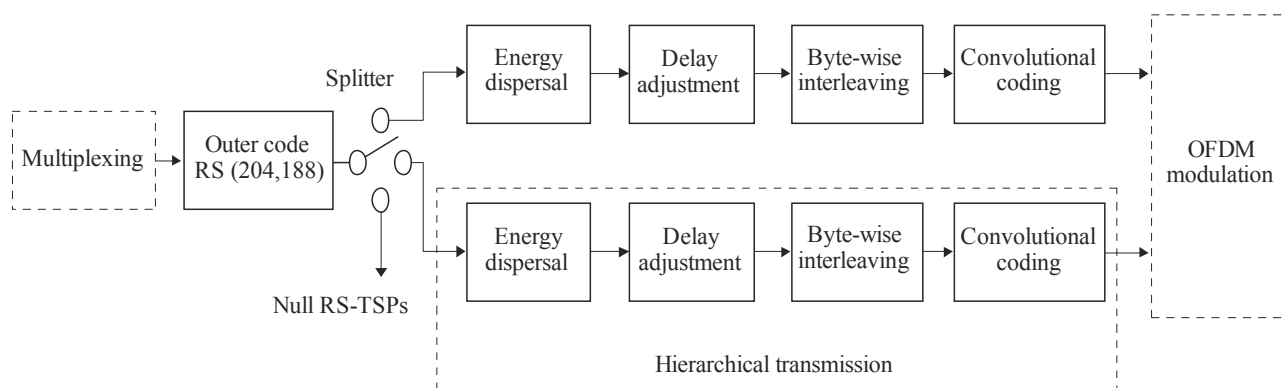 Splitter
Energy
dispersal
Delay
adjustment
Byte-wise
interleaving
Convolutional
coding
Multiplexing
Outer code
RS (204,188)
OFDM
modulation
Energy
dispersal
Delay
adjustment
Byte-wise
interleaving
Convolutional
coding
Null RS-TSPs
Hierarchical transmission